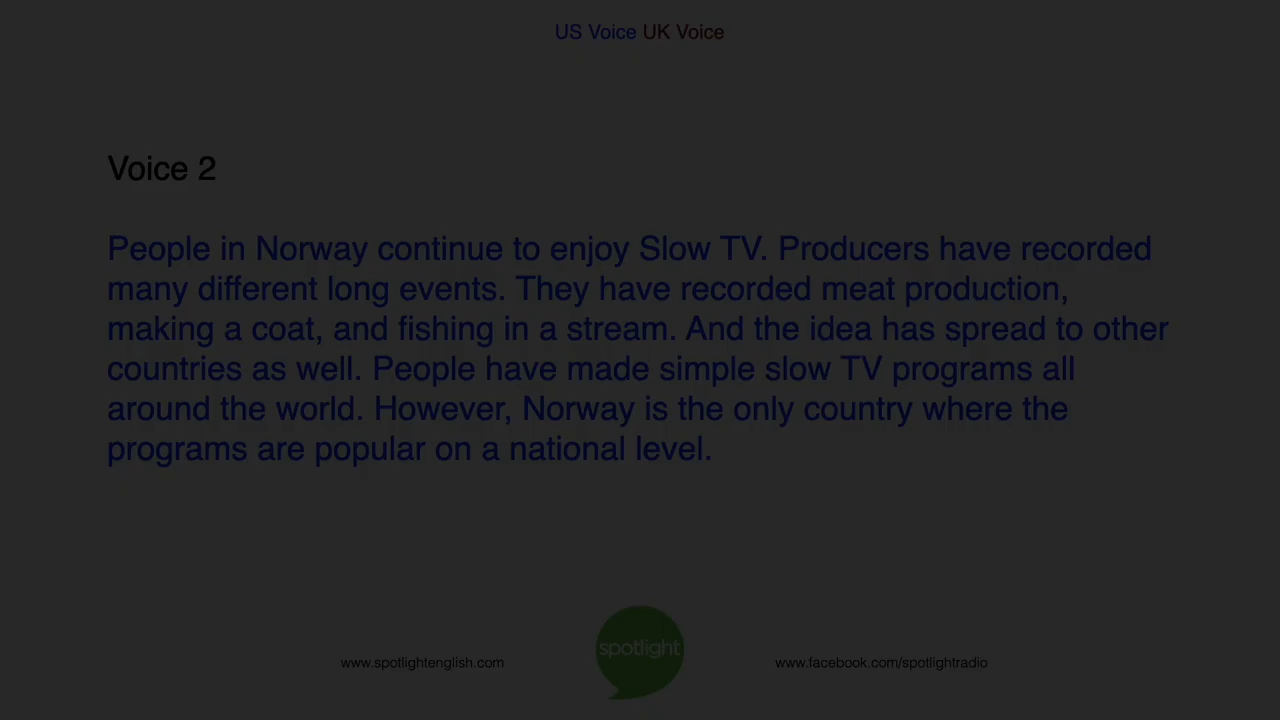 US Voice UK Voice
Voice 2
People in Norway continue to enjoy Slow TV. Producers have recorded
many different long events. They have recorded meat production,
making a coat, and fishing in a stream. And the idea has spread to other
countries as well. People have made simple slow TV programs all
around the world. However, Norway is the only country where the
programs are popular on a national level.
spotlight
www.spotlightenglish.com
www.facebook.com/spotlightradio